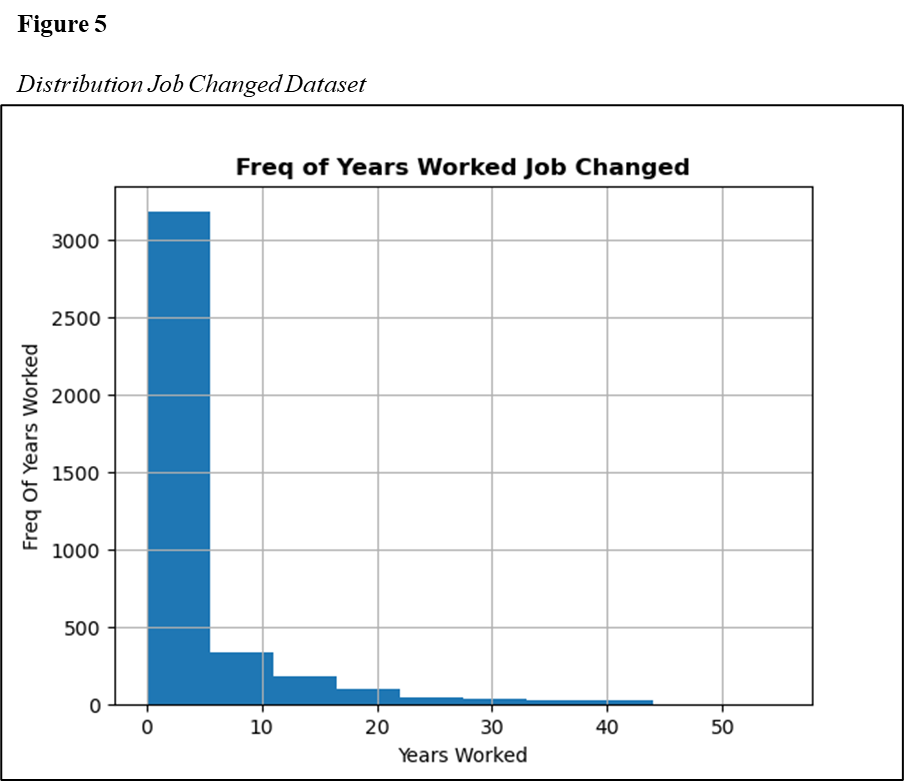 Figure 5
Distribution Job Changed Dataset
Freq of Years Worked Job Changed
Freq Of Years Worked
3000
2500
2000
1500
1000
500
0
0 10 20 30 40 50
Years Worked